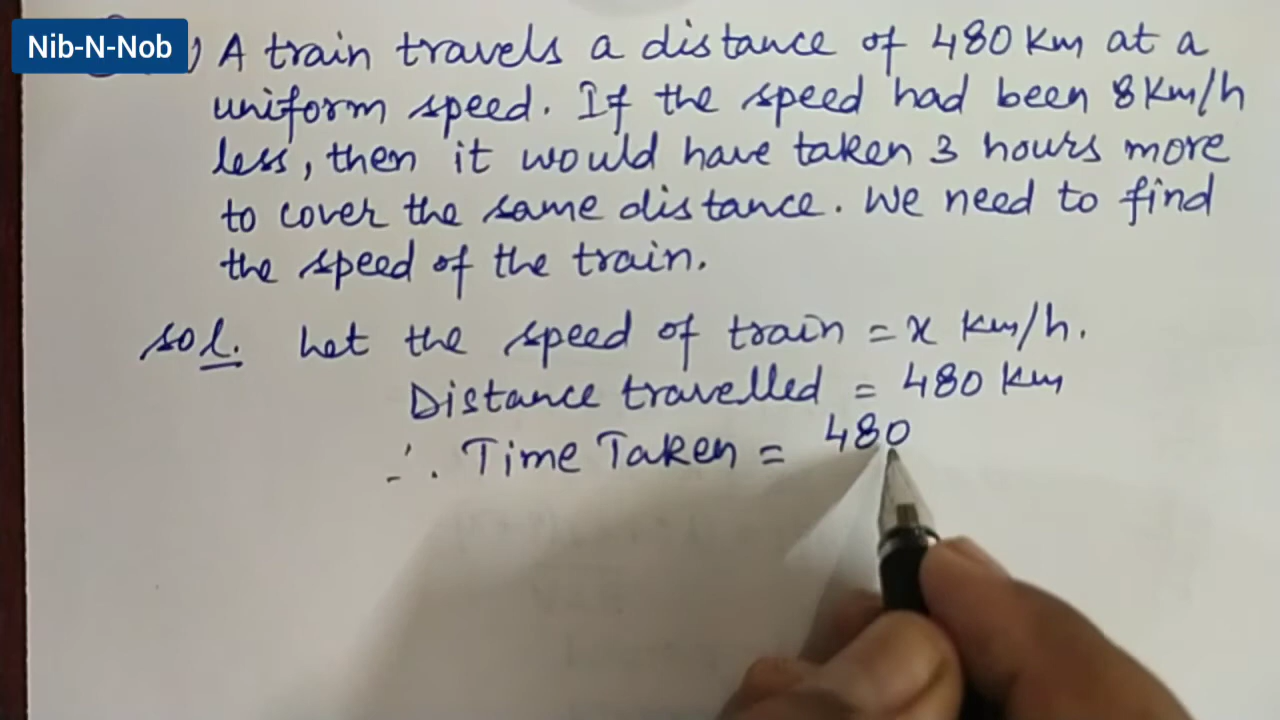 Nib-N-Nob
) A train travels a distance of 480 Km at a
uniform speed. If the speed had been 8 Km/h
less, then it would have taken 3 hours more
to cover the same distance. We need to find
the speed of the train.
Sol. Let the speed of train = x Km/h.
Distance travelled = 480 Km
∴ Time Taken = 480